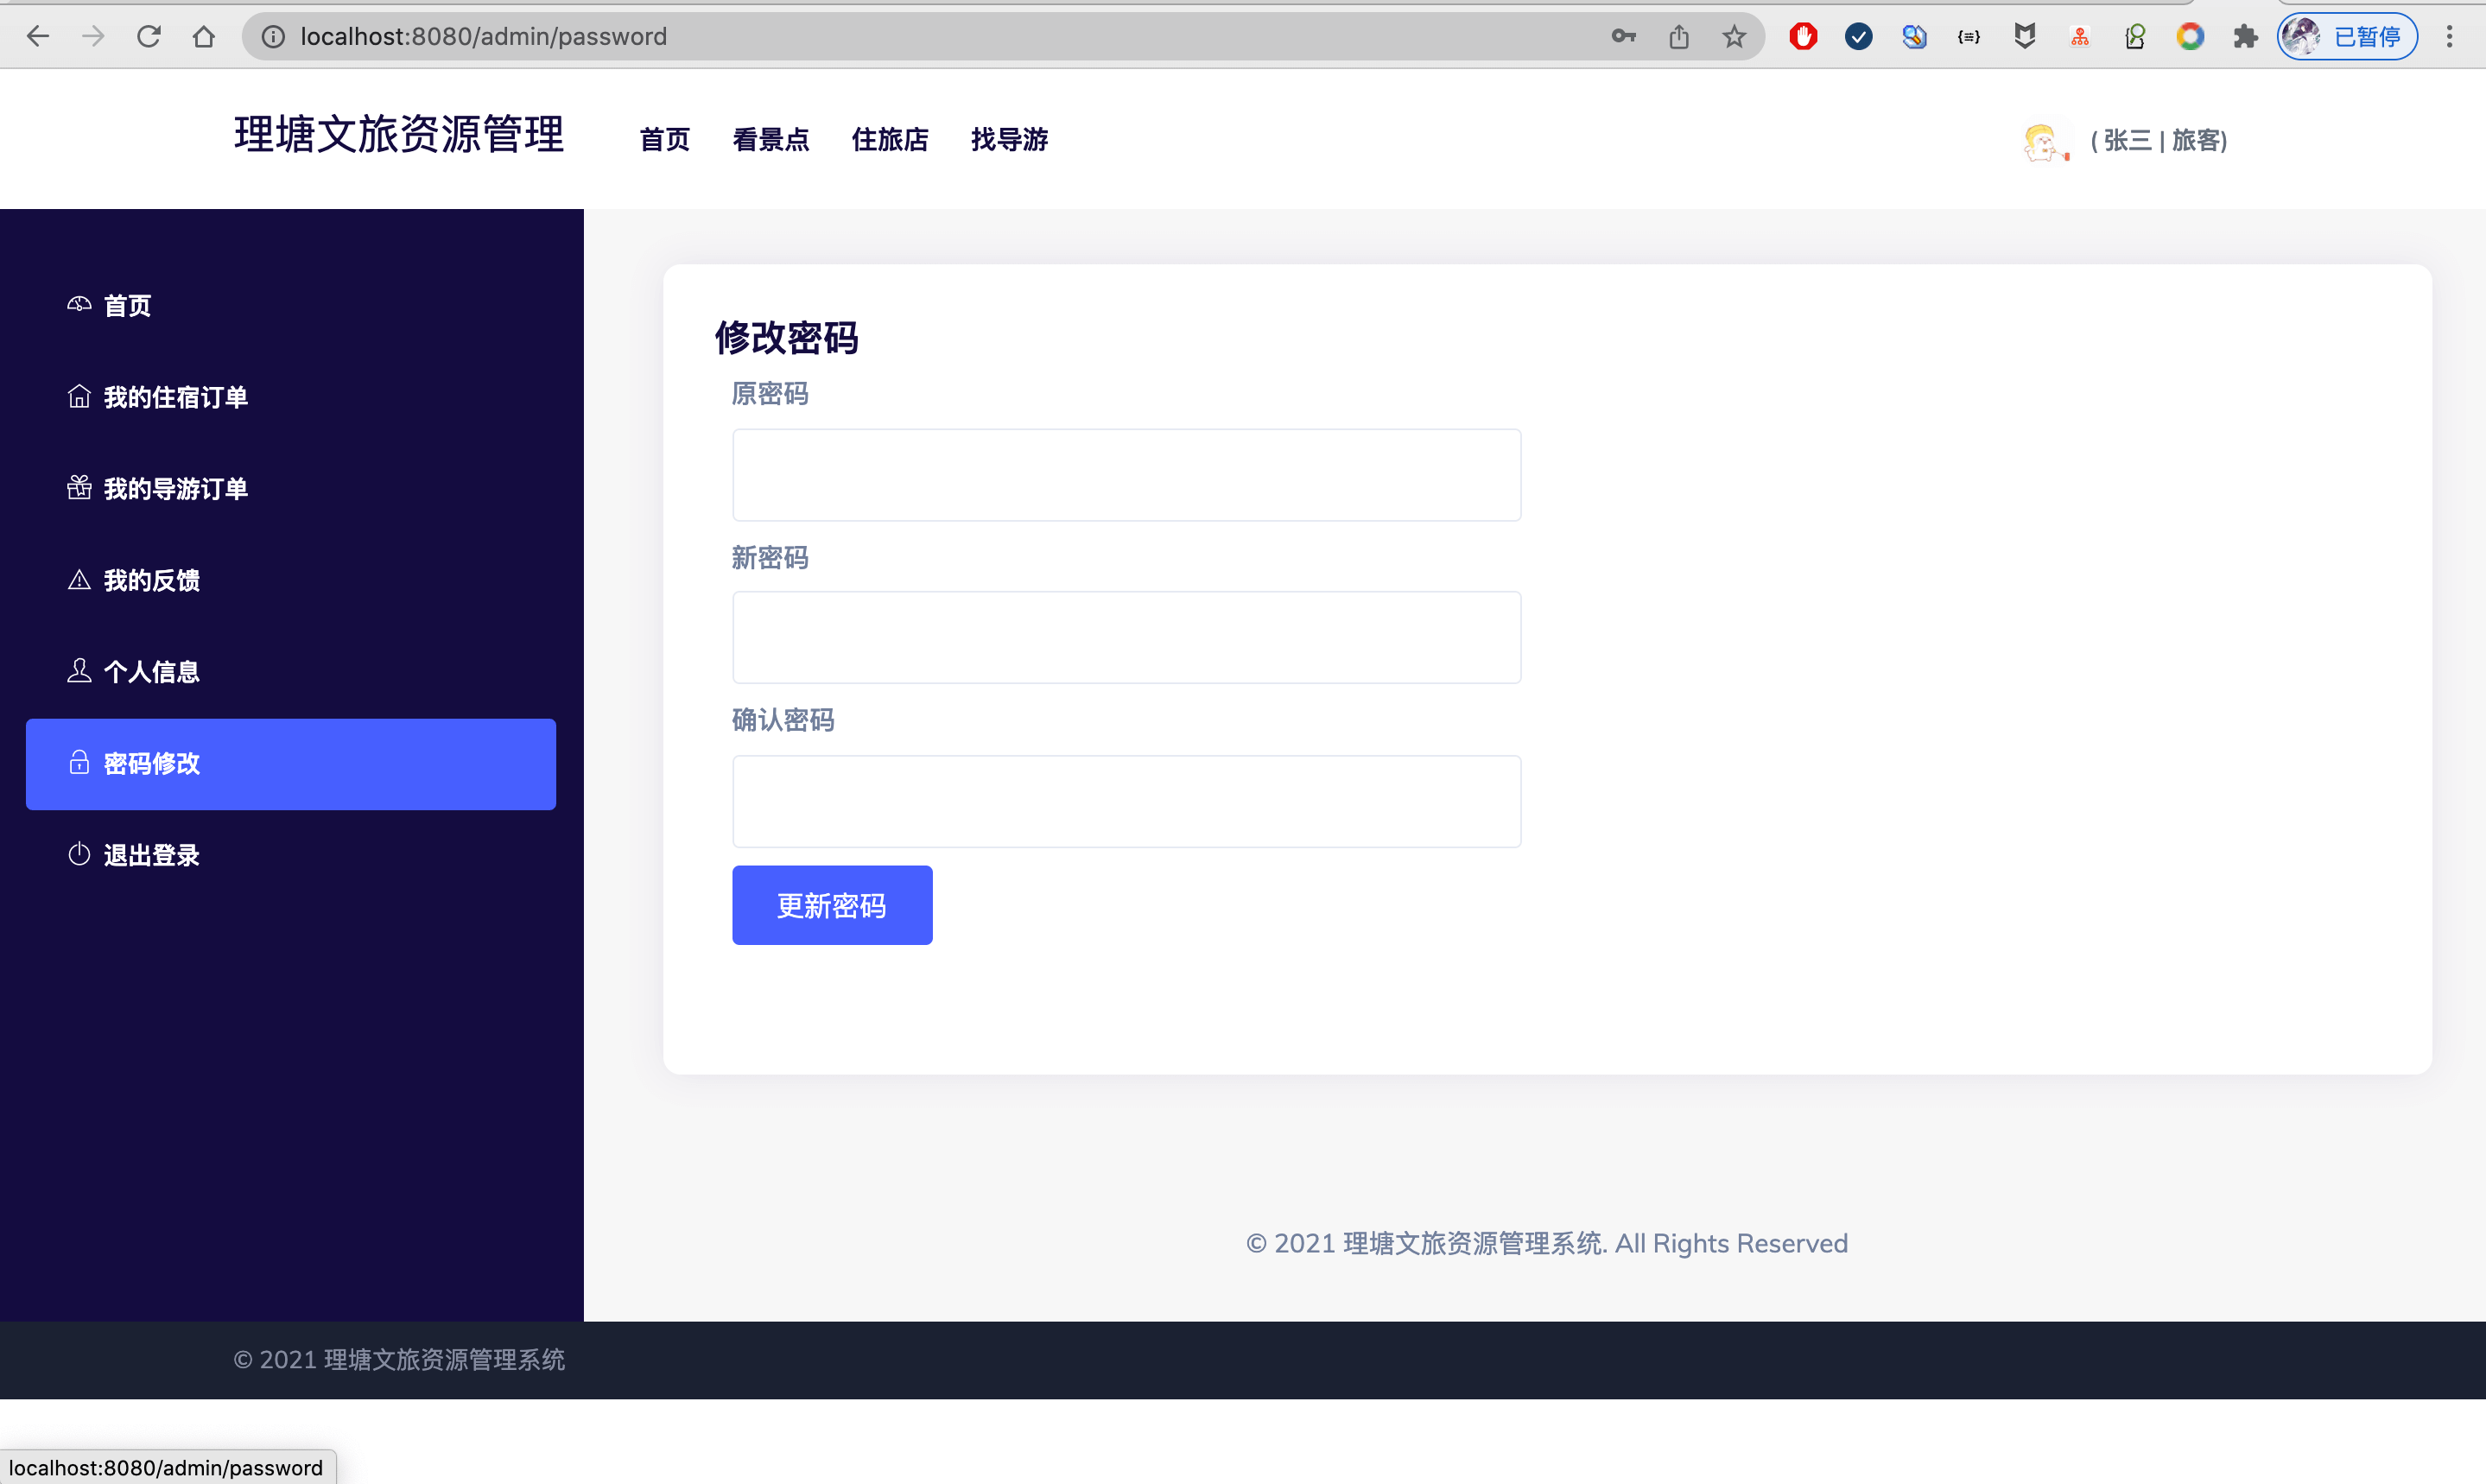 localhost:8080/admin/password
已暂停
理塘文旅资源管理
首页 看景点 住旅店 找导游
( 张三 | 旅客)
首页
我的住宿订单
我的导游订单
我的反馈
个人信息
密码修改
退出登录
修改密码
原密码
新密码
确认密码
更新密码
© 2021 理塘文旅资源管理系统. All Rights Reserved
© 2021 理塘文旅资源管理系统
localhost:8080/admin/password